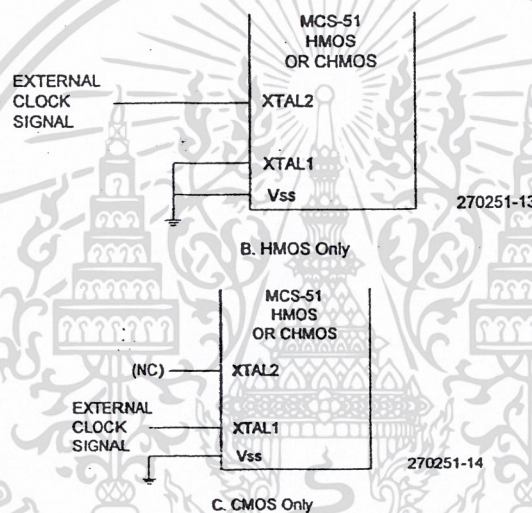 MCS-51
HMOS
OR CHMOS
EXTERNAL
CLOCK
SIGNAL
XTAL2
XTAL1
Vss
270251-13
B. HMOS Only
MCS-51
HMOS
OR CHMOS
(NC)
XTAL2
EXTERNAL
CLOCK
SIGNAL
XTAL1
Vss
270251-14
C. CMOS Only